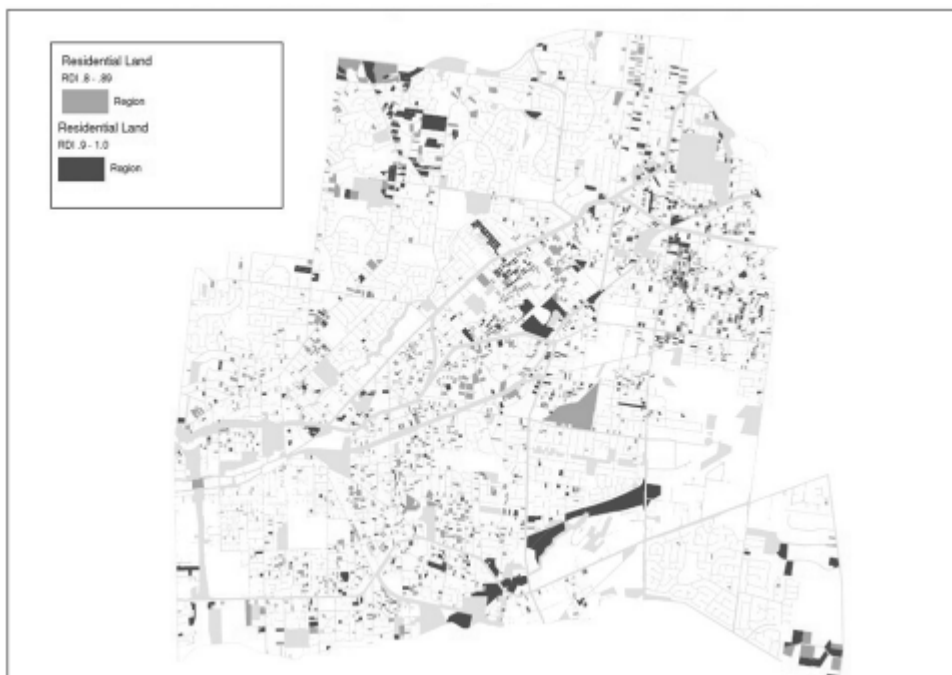 Residential Land
RDI .8 - .89
Region
Residential Land
RDI .9 - 1.0
Region